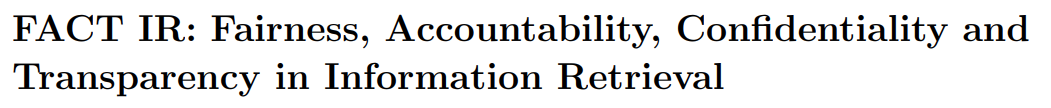 FACT IR: Fairness, Accountability, Confidentiality and
Transparency in Information Retrieval